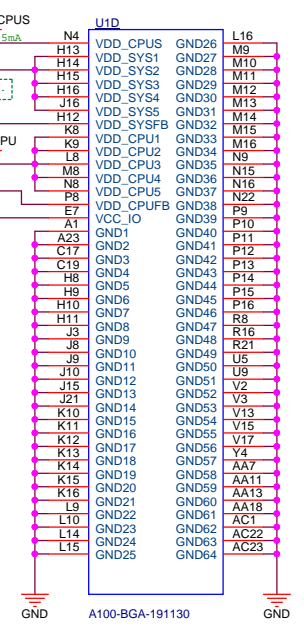 CPUS U1D
5mA
N4 VDD_CPUS GND26 L16
H13 VDD_SYS1 GND27 M9
H14 VDD_SYS2 GND28 M10
H15 VDD_SYS3 GND29 M11
H16 VDD_SYS4 GND30 M12
J16 VDD_SYS5 GND31 M13
H12 VDD_SYSFB GND32 M14
K8 VDD_CPU1 GND33 M15
PU
K9 VDD_CPU2 GND34 M16
L8 VDD_CPU3 GND35 N9
M8 VDD_CPU4 GND36 N15
N8 VDD_CPU5 GND37 N16
P8 VDD_CPUFB GND38 N22
E7 VCC_IO GND39 P9
A1 GND1 GND40 P10
A23 GND2 GND41 P11
C17 GND3 GND42 P12
C19 GND4 GND43 P13
H8 GND5 GND44 P14
H9 GND6 GND45 P15
H10 GND7 GND46 P16
H11 GND8 GND47 R8
J3 GND9 GND48 R16
J8 GND10 GND49 R21
J9 GND11 GND50 U5
J10 GND12 GND51 U9
J15 GND13 GND52 V2
J21 GND14 GND53 V3
K10 GND15 GND54 V13
K11 GND16 GND55 V15
K12 GND17 GND56 V17
K13 GND18 GND57 Y4
K14 GND19 GND58 AA7
K15 GND20 GND59 AA11
K16 GND21 GND60 AA13
L9 GND22 GND61 AA18
L10 GND23 GND62 AC1
L14 GND24 GND63 AC22
L15 GND25 GND64 AC23
GND A100-BGA-191130 GND